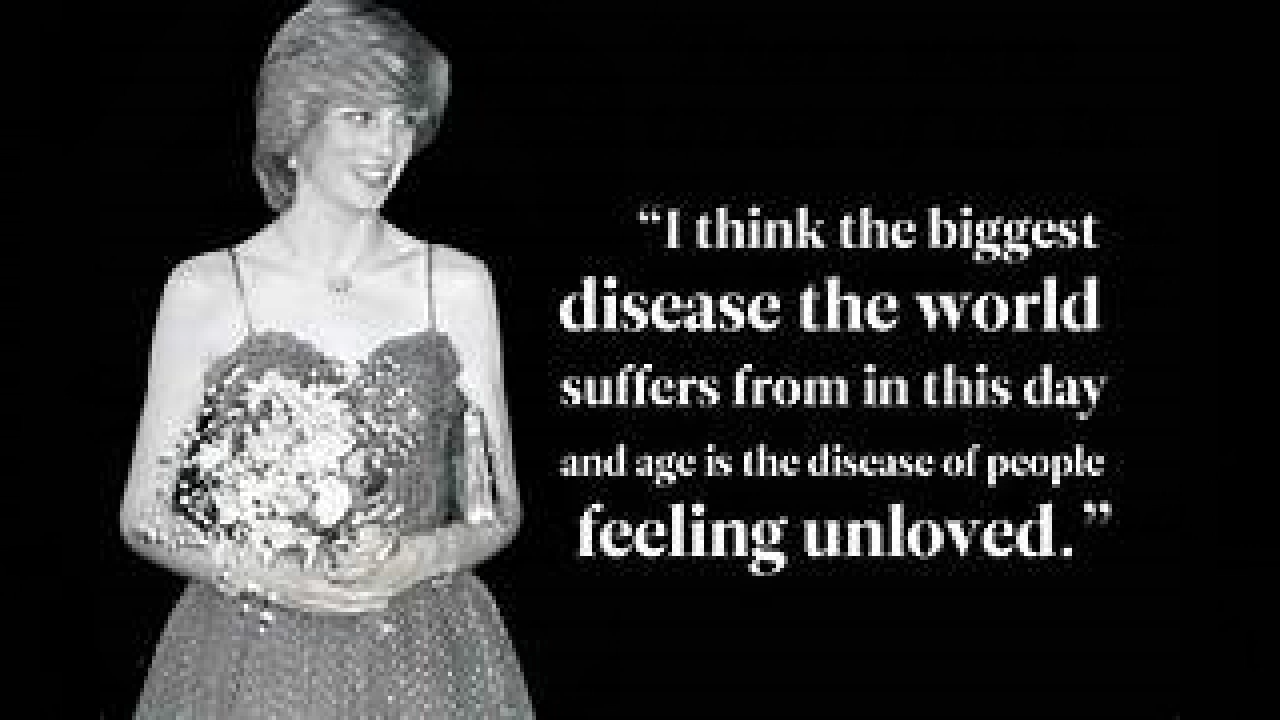 “I think the biggest
disease the world
suffers from in this day
and age is the disease of people
feeling unloved.”